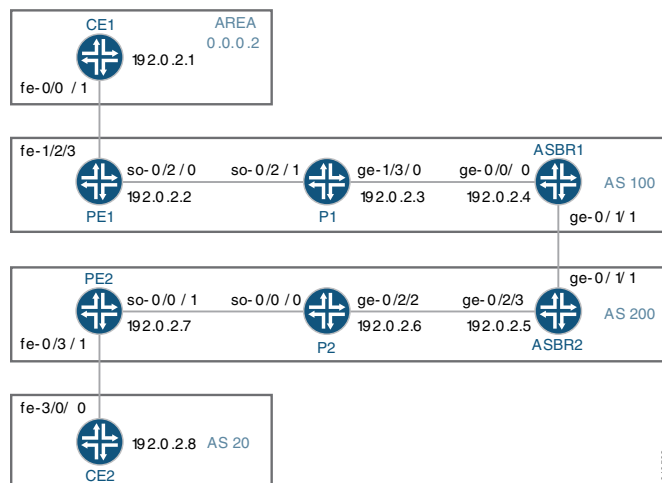 CE1
AREA
0.0.0.2
192.0.2.1
fe-0/0/1
fe-1/2/3
ASBR1
so-0/2/0
so-0/2/1
ge-1/3/0
ge-0/0/0
192.0.2.2
192.0.2.3
192.0.2.4
AS 100
PE1
P1
ge-0/1/1
PE2
ge-0/1/1
so-0/0/1
so-0/0/0
ge-0/2/2
ge-0/2/3
192.0.2.7
192.0.2.6
192.0.2.5
AS 200
fe-0/3/1
P2
ASBR2
fe-3/0/0
192.0.2.8
AS 20
CE2